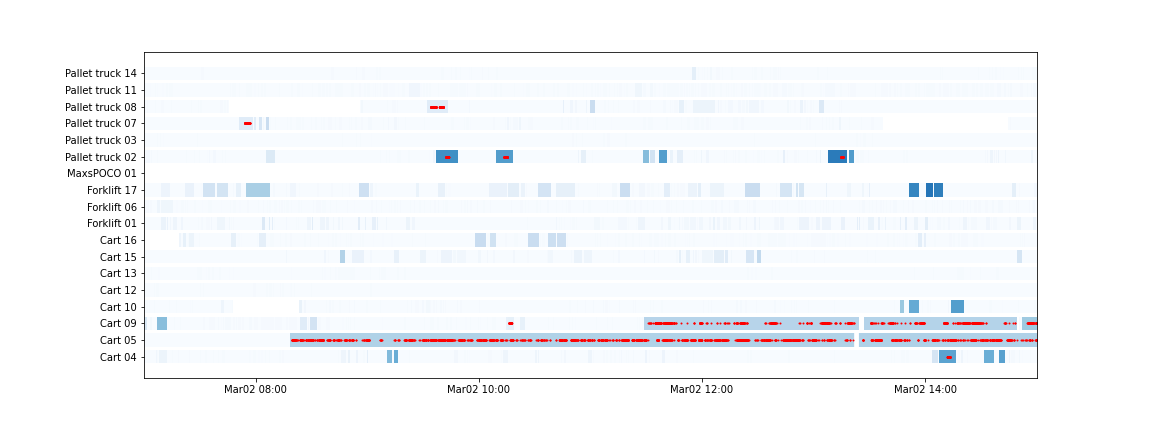 Pallet truck 14
Pallet truck 11
Pallet truck 08
Pallet truck 07
Pallet truck 03
Pallet truck 02
MaxsPOCO 01
Forklift 17
Forklift 06
Forklift 01
Cart 16
Cart 15
Cart 13
Cart 12
Cart 10
Cart 09
Cart 05
Cart 04
Mar02 08:00 Mar02 10:00 Mar02 12:00 Mar02 14:00